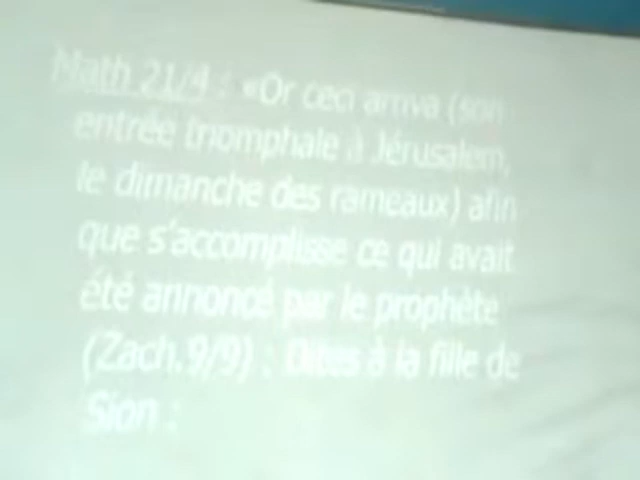 Math 21/4 : «Or ceci arriva (son
entrée triomphale à Jérusalem,
le dimanche des rameaux) afin
que s'accomplisse ce qui avait
été annoncé par le prophète
(Zach.9/9) : Dites à la fille de
Sion :